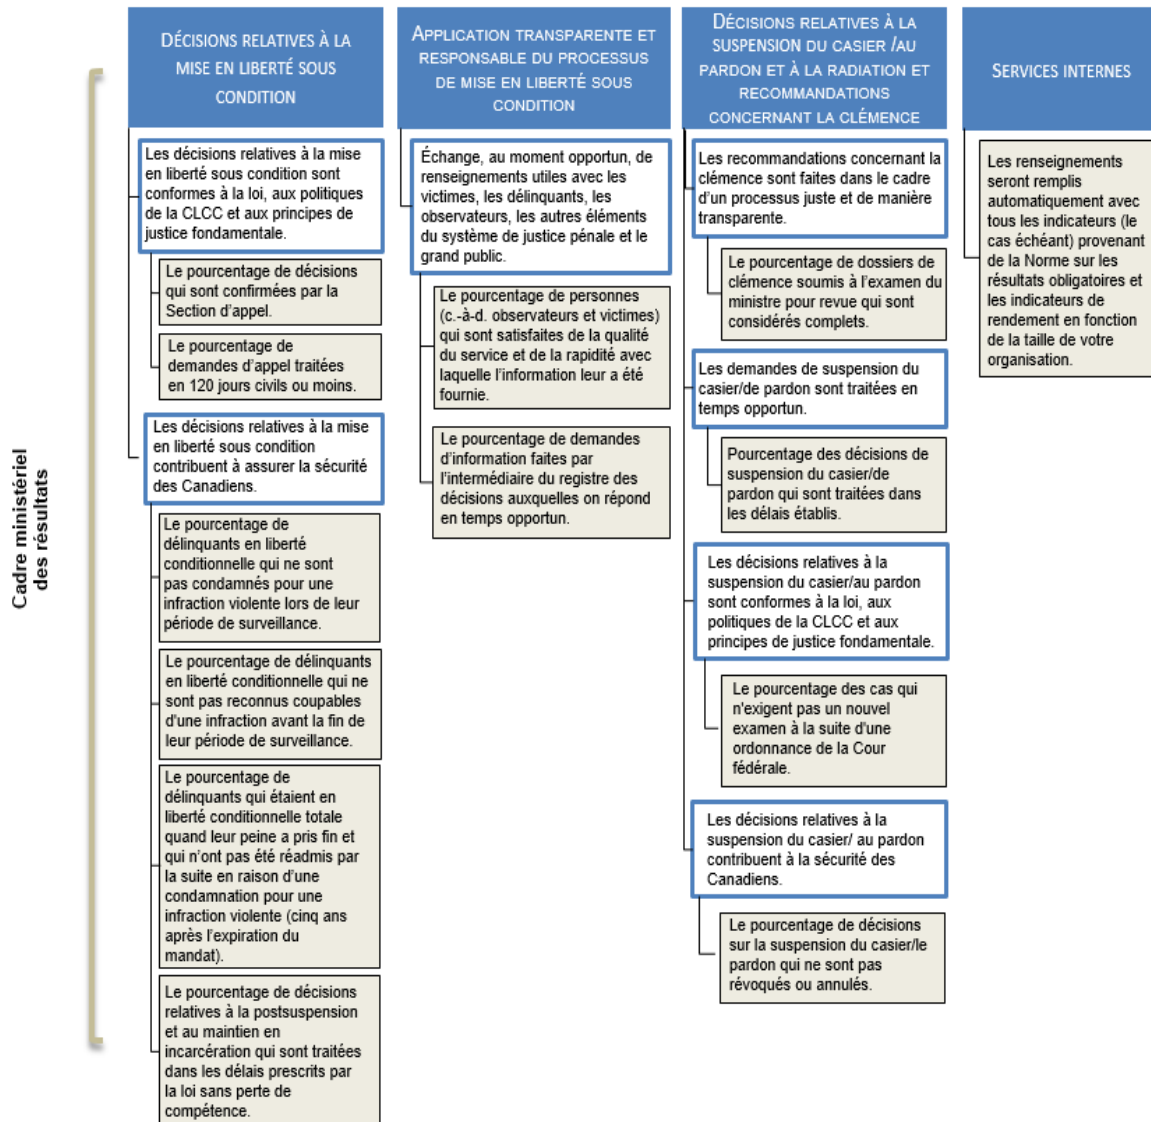 Cadre ministériel
des résultats
DÉCISIONS RELATIVES À LA
MISE EN LIBERTÉ SOUS
CONDITION
Les décisions relatives à la mise
en liberté sous condition sont
conformes à la loi, aux politiques
de la CLCC et aux principes de
justice fondamentale.
Le pourcentage de décisions
qui sont confirmées par la
Section d'appel.
Le pourcentage de
demandes d'appel traitées
en 120 jours civils ou moins.
Les décisions relatives à la mise
en liberté sous condition
contribuent à assurer la sécurité
des Canadiens.
Le pourcentage de
délinquants en liberté
conditionnelle qui ne sont
pas condamnés pour une
infraction violente lors de leur
période de surveillance.
Le pourcentage de délinquants
en liberté conditionnelle qui ne
sont pas reconnus coupables
d'une infraction avant la fin de
leur période de surveillance.
Le pourcentage de
délinquants qui étaient en
liberté conditionnelle totale
quand leur peine a pris fin et
qui n'ont pas été réadmis par
la suite en raison d'une
condamnation pour une
infraction violente (cinq ans
après l'expiration du
mandat).
Le pourcentage de décisions
relatives à la postsuspension
et au maintien en
incarcération qui sont traitées
dans les délais prescrits par
la loi sans perte de
compétence.
APPLICATION TRANSPARENTE ET
RESPONSABLE DU PROCESSUS
DE MISE EN LIBERTÉ SOUS
CONDITION
Échange, au moment opportun, de
renseignements utiles avec les
victimes, les délinquants, les
observateurs, les autres éléments
du système de justice pénale et le
grand public.
Le pourcentage de personnes
(c.-à-d. observateurs et victimes)
qui sont satisfaites de la qualité
du service et de la rapidité avec
laquelle l'information leur a été
fournie.
Le pourcentage de demandes
d'information faites par
l'intermédiaire du registre des
décisions auxquelles on répond
en temps opportun.
DÉCISIONS RELATIVES À LA
SUSPENSION DU CASIER /AU
PARDON ET À LA RADIATION ET
RECOMMANDATIONS
CONCERNANT LA CLÉMENCE
Les recommandations concernant la
clémence sont faites dans le cadre
d'un processus juste et de manière
transparente.
Le pourcentage de dossiers de
clémence soumis à l'examen du
ministre pour revue qui sont
considérés complets.
Les demandes de suspension du
casier/de pardon sont traitées en
temps opportun.
Pourcentage des décisions de
suspension du casier/de
pardon qui sont traitées dans
les délais établis.
Les décisions relatives à la
suspension du casier/au pardon
sont conformes à la loi, aux
politiques de la CLCC et aux
principes de justice fondamentale.
Le pourcentage des cas qui
n'exigent pas un nouvel
examen à la suite d'une
ordonnance de la Cour
fédérale.
Les décisions relatives à la
suspension du casier/ au pardon
contribuent à la sécurité des
Canadiens.
Le pourcentage de décisions
sur la suspension du casier/le
pardon qui ne sont pas
révoqués ou annulés.
SERVICES INTERNES
Les renseignements
seront remplis
automatiquement avec
tous les indicateurs (le
cas échéant) provenant
de la Norme sur les
résultats obligatoires et
les indicateurs de
rendement en fonction
de la taille de votre
organisation.